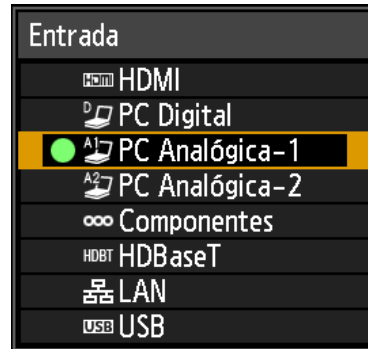 Entrada
HDMI HDMI
D PC Digital
A1 PC Analógica-1
A2 PC Analógica-2
Componentes
HDBT HDBaseT
LAN
USB USB